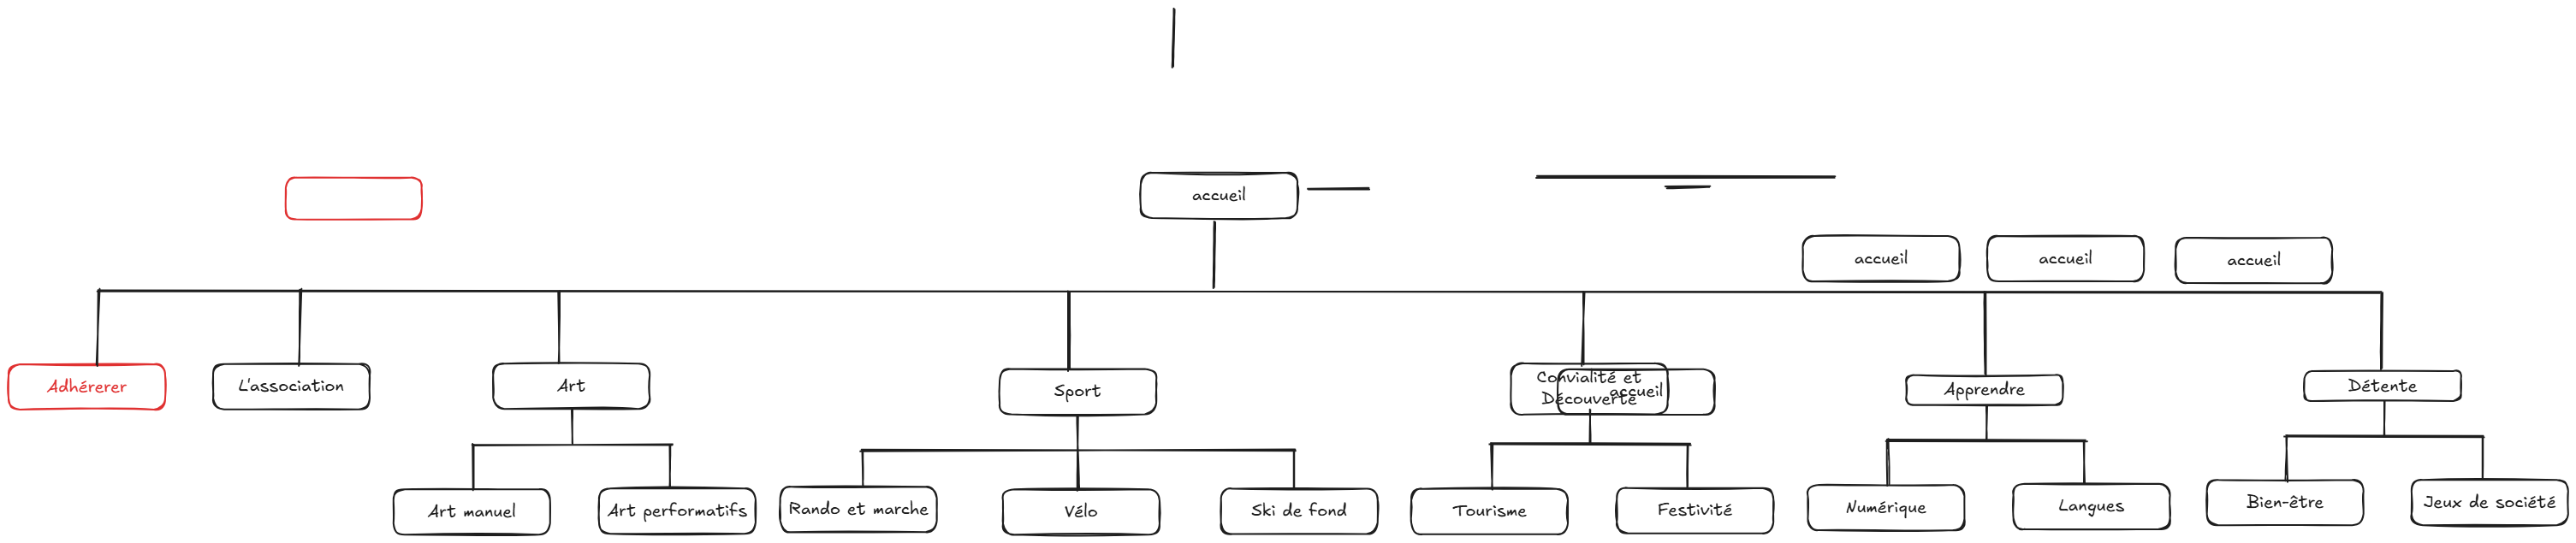 accueil
accueil
accueil
accueil
Adhérerer
L'association
Art
Sport
Convialité et
Découverte
accueil
Apprendre
Détente
Art manuel
Art performatifs
Rando et marche
Vélo
Ski de fond
Tourisme
Festivité
Numérique
Langues
Bien-être
Jeux de société